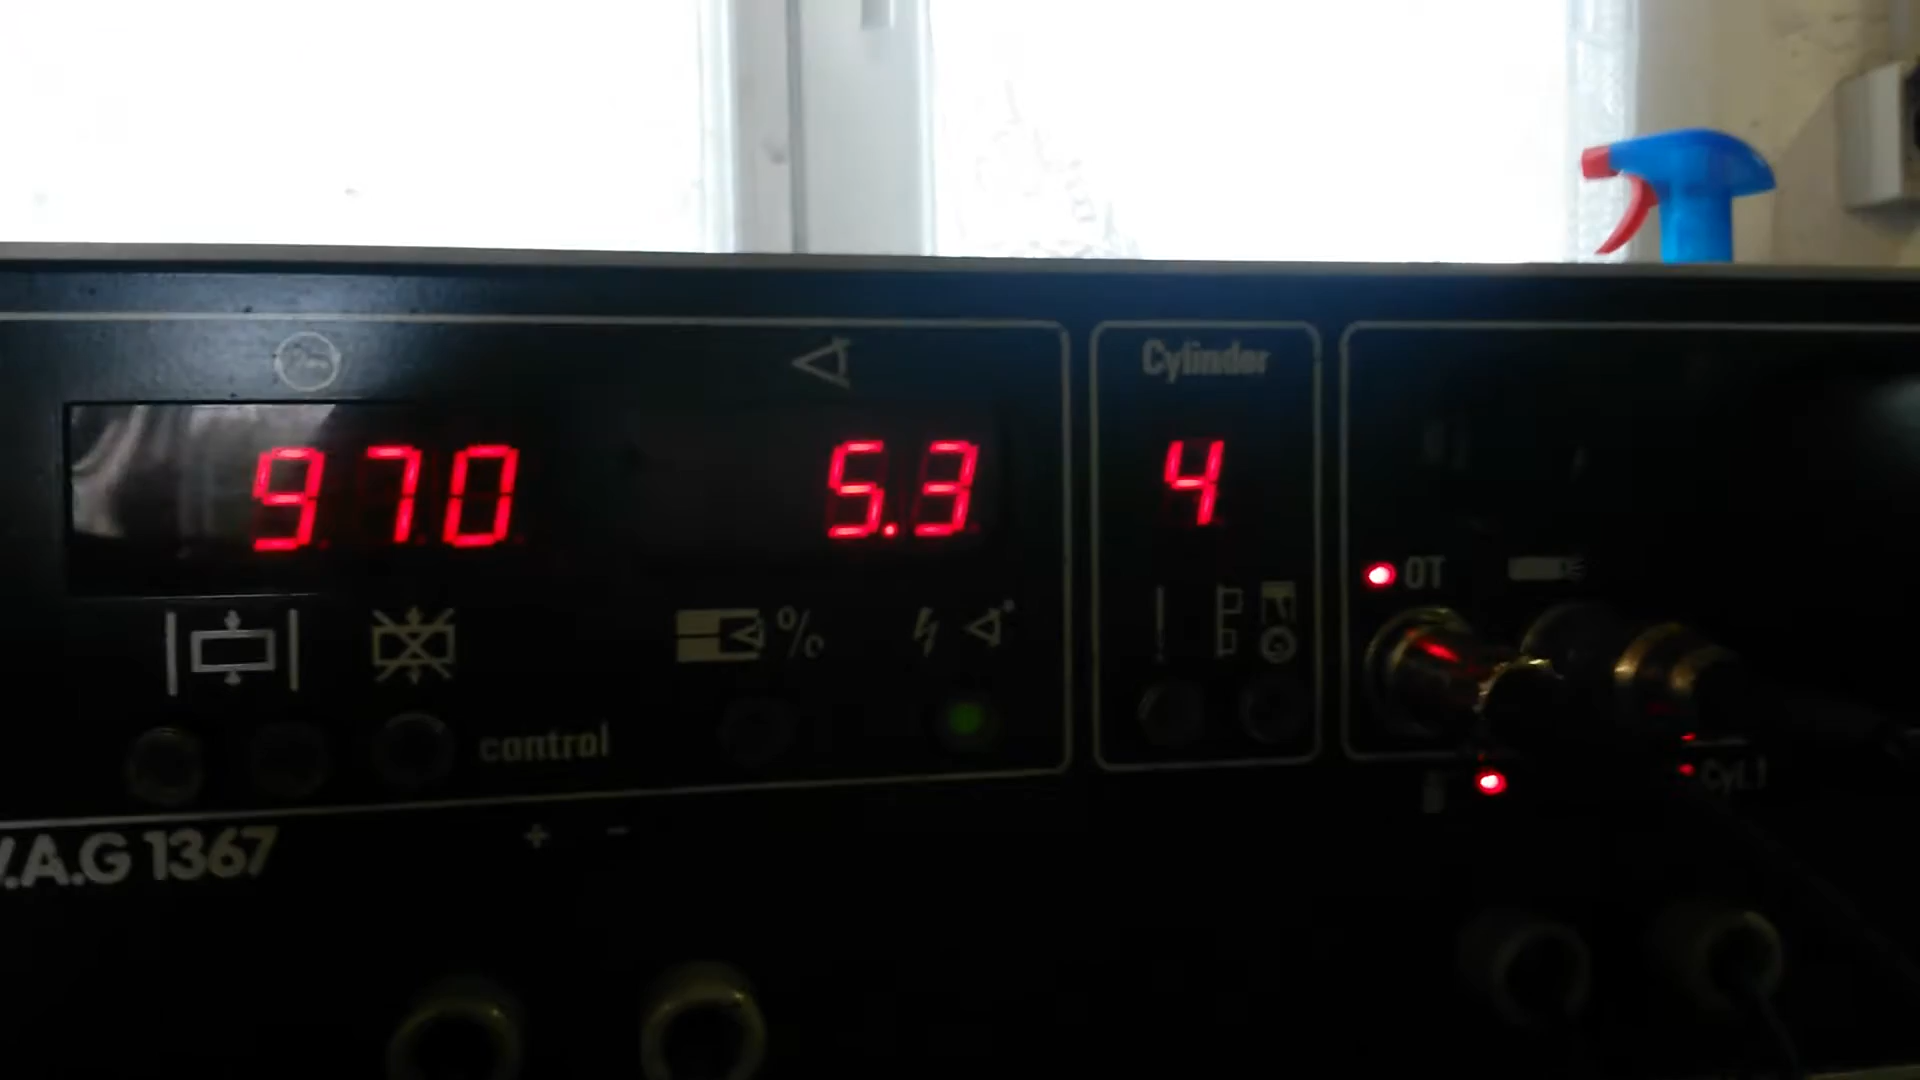 Cylinder
970
5.3
4
OT
%
control
Cyl.1
V.A.G 1367
+ -